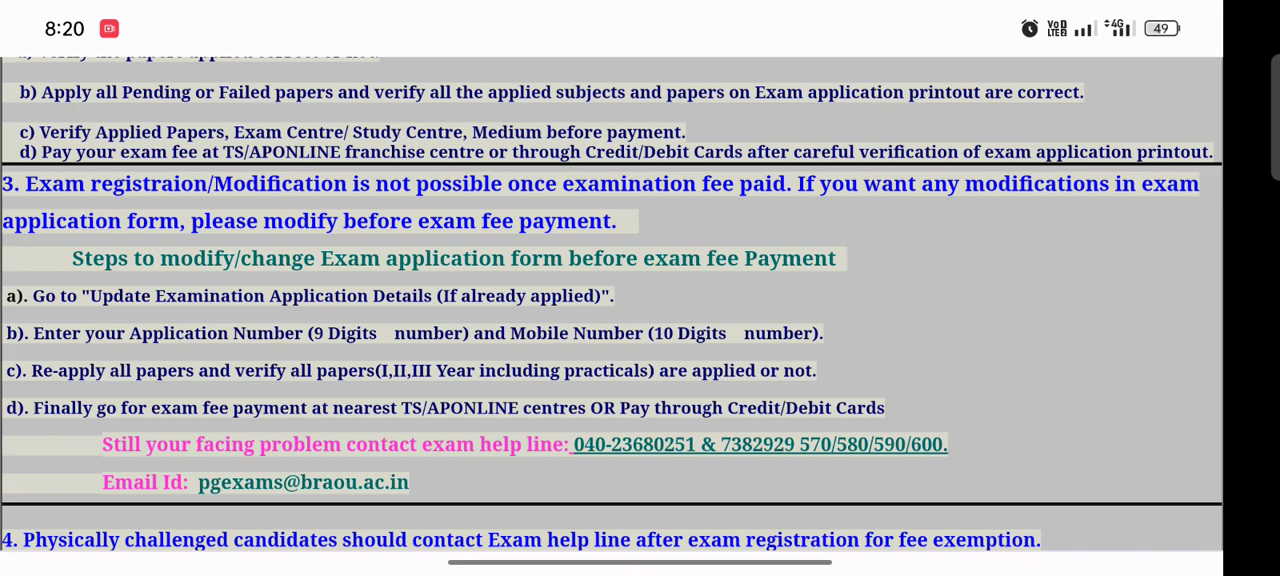 8:20
VoD LTE2 4G 49
b) Apply all Pending or Failed papers and verify all the applied subjects and papers on Exam application printout are correct.
c) Verify Applied Papers, Exam Centre/ Study Centre, Medium before payment.
d) Pay your exam fee at TS/APONLINE franchise centre or through Credit/Debit Cards after careful verification of exam application printout.
3. Exam registraion/Modification is not possible once examination fee paid. If you want any modifications in exam
application form, please modify before exam fee payment.
Steps to modify/change Exam application form before exam fee Payment
a). Go to "Update Examination Application Details (If already applied)".
b). Enter your Application Number (9 Digits number) and Mobile Number (10 Digits number).
c). Re-apply all papers and verify all papers(I,II,III Year including practicals) are applied or not.
d). Finally go for exam fee payment at nearest TS/APONLINE centres OR Pay through Credit/Debit Cards
Still your facing problem contact exam help line: 040-23680251 & 7382929 570/580/590/600.
Email Id: pgexams@braou.ac.in
4. Physically challenged candidates should contact Exam help line after exam registration for fee exemption.